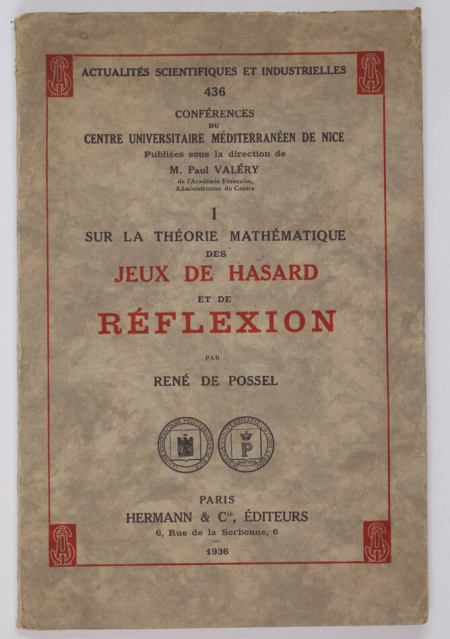 ACTUALITÉS SCIENTIFIQUES ET INDUSTRIELLES
436
CONFÉRENCES
DU
CENTRE UNIVERSITAIRE MÉDITERRANÉEN DE NICE
Publiées sous la direction de
M. Paul VALÉRY
de l'Académie Française,
Administrateur du Centre
I
SUR LA THÉORIE MATHÉMATIQUE
DES
JEUX DE HASARD
ET DE
RÉFLEXION
PAR
RENÉ DE POSSEL
P
PARIS
HERMANN & Cie, ÉDITEURS
6, Rue de la Sorbonne, 6
1936